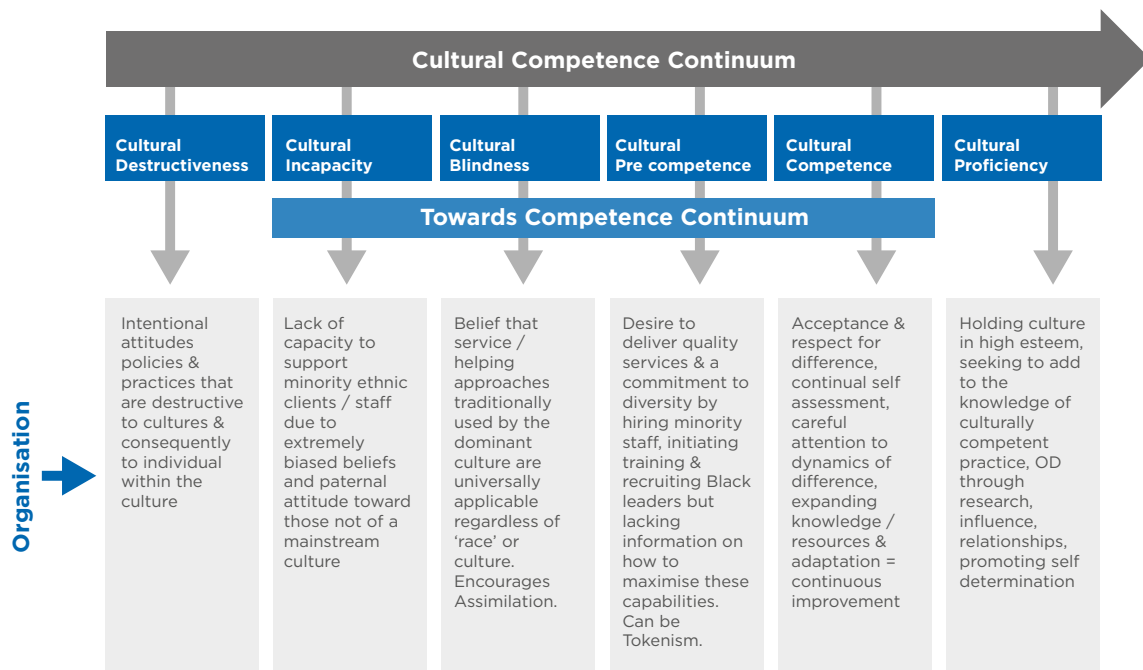 Cultural Competence Continuum
Cultural
Destructiveness
Cultural
Incapacity
Cultural
Blindness
Cultural
Pre competence
Cultural
Competence
Cultural
Proficiency
Towards Competence Continuum
Organisation
Intentional
attitudes
policies &
practices that
are destructive
to cultures &
consequently
to individual
within the
culture
Lack of
capacity to
support
minority ethnic
clients / staff
due to
extremely
biased beliefs
and paternal
attitude toward
those not of a
mainstream
culture
Belief that
service /
helping
approaches
traditionally
used by the
dominant
culture are
universally
applicable
regardless of
‘race’ or
culture.
Encourages
Assimilation.
Desire to
deliver quality
services & a
commitment to
diversity by
hiring minority
staff, initiating
training &
recruiting Black
leaders but
lacking
information on
how to
maximise these
capabilities.
Can be
Tokenism.
Acceptance &
respect for
difference,
continual self
assessment,
careful
attention to
dynamics of
difference,
expanding
knowledge /
resources &
adaptation =
continuous
improvement
Holding culture
in high esteem,
seeking to add
to the
knowledge of
culturally
competent
practice, OD
through
research,
influence,
relationships,
promoting self
determination